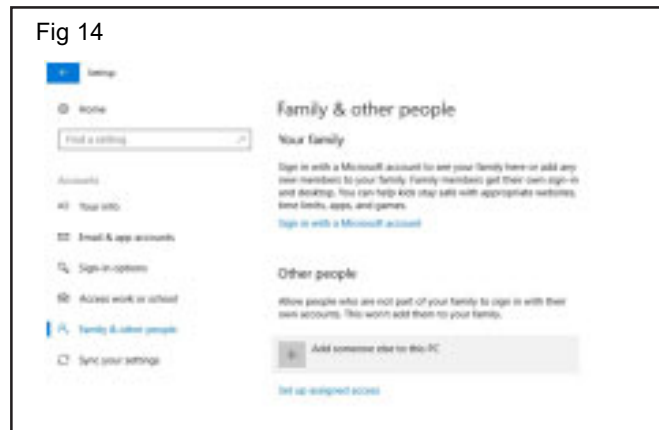 Fig 14
Settings
Home
Find a setting
Accounts
Your info
Email & app accounts
Sign-in options
Access work or school
Family & other people
Sync your settings
Family & other people
Your family
Sign in with a Microsoft account to see your family here or add any
new members to your family. Family members get their own sign-in
and desktop. You can help kids stay safe with appropriate websites,
time limits, apps, and games.
Sign in with a Microsoft account
Other people
Allow people who are not part of your family to sign in with their
own accounts. This won't add them to your family.
Add someone else to this PC
Set up assigned access